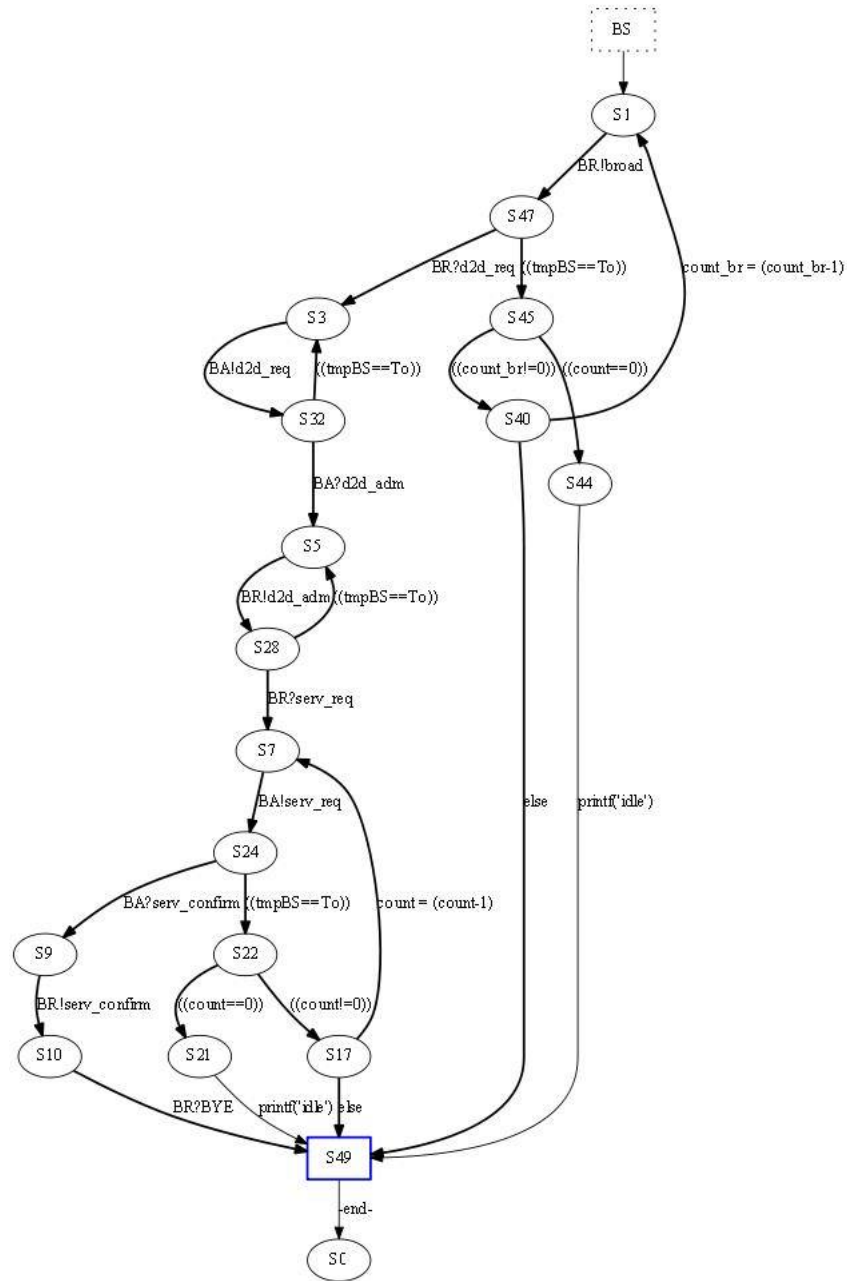 BS
S1
BR!broad
S47
BR?d2d_req ((tmpBS==To)) count_br = (count_br-1)
S3 S45
BA!d2d_req ((tmpBS==To)) ((count_br!=0)) ((count==0))
S32 S40
BA?d2d_adm S44
S5
BR!d2d_adm ((tmpBS==To))
S28
BR?serv_req
S7
BA!serv_req else printf('idle')
S24
BA?serv_confirm ((tmpBS==To)) count = (count-1)
S9 S22
BR!serv_confirm ((count==0)) ((count!=0))
S10 S21 S17
BR?BYE printf('idle') else
S49
-end-
S0